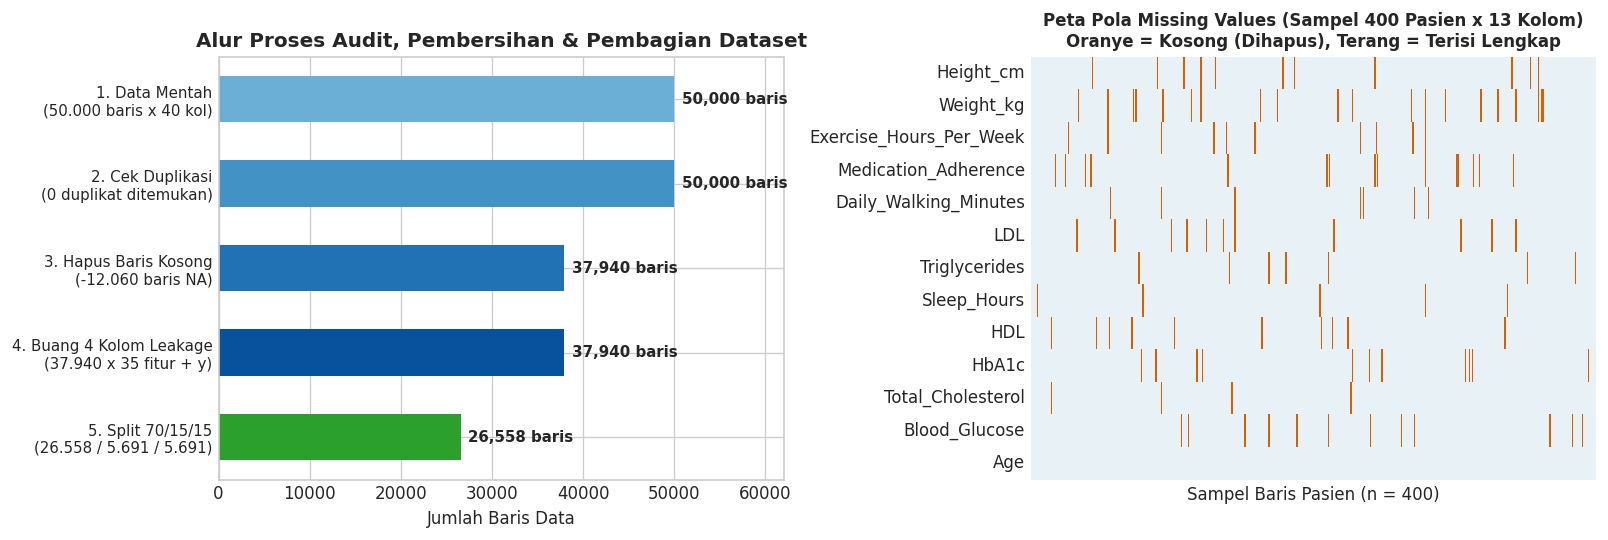 Alur Proses Audit, Pembersihan & Pembagian Dataset
1. Data Mentah
(50.000 baris x 40 kol)
50,000 baris
2. Cek Duplikasi
(0 duplikat ditemukan)
50,000 baris
3. Hapus Baris Kosong
(-12.060 baris NA)
37,940 baris
4. Buang 4 Kolom Leakage
(37.940 x 35 fitur + y)
37,940 baris
5. Split 70/15/15
(26.558 / 5.691 / 5.691)
26,558 baris
0 10000 20000 30000 40000 50000 60000
Jumlah Baris Data
Peta Pola Missing Values (Sampel 400 Pasien x 13 Kolom)
Oranye = Kosong (Dihapus), Terang = Terisi Lengkap
Height_cm
Weight_kg
Exercise_Hours_Per_Week
Medication_Adherence
Daily_Walking_Minutes
LDL
Triglycerides
Sleep_Hours
HDL
HbA1c
Total_Cholesterol
Blood_Glucose
Age
Sampel Baris Pasien (n = 400)